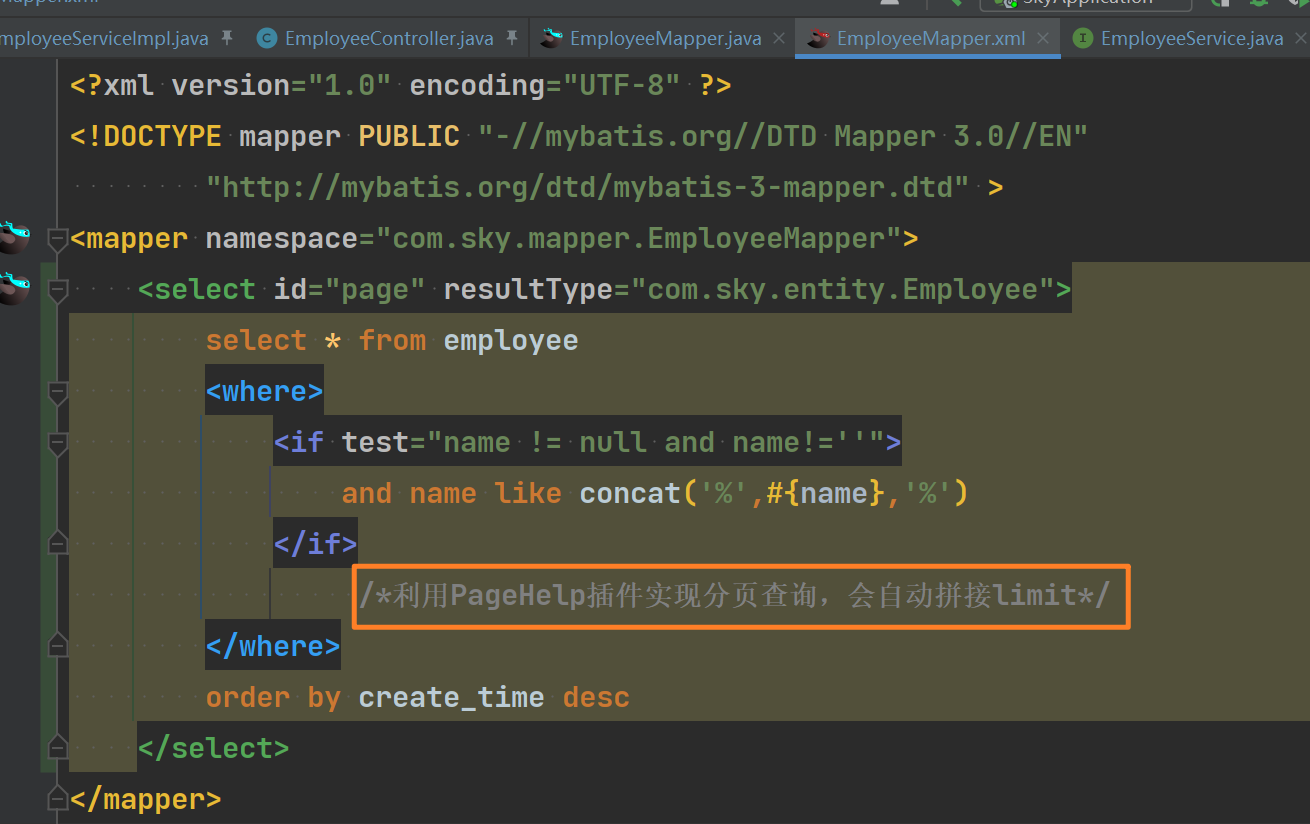 mployeeServiceImpl.java EmployeeController.java EmployeeMapper.java EmployeeMapper.xml EmployeeService.java
<?xml version="1.0" encoding="UTF-8" ?>
<!DOCTYPE mapper PUBLIC "-//mybatis.org//DTD Mapper 3.0//EN"
"http://mybatis.org/dtd/mybatis-3-mapper.dtd" >
<mapper namespace="com.sky.mapper.EmployeeMapper">
<select id="page" resultType="com.sky.entity.Employee">
select * from employee
<where>
<if test="name != null and name!=''">
and name like concat('%',#{name},'%')
</if>
/*利用PageHelp插件实现分页查询，会自动拼接limit*/
</where>
order by create_time desc
</select>
</mapper>